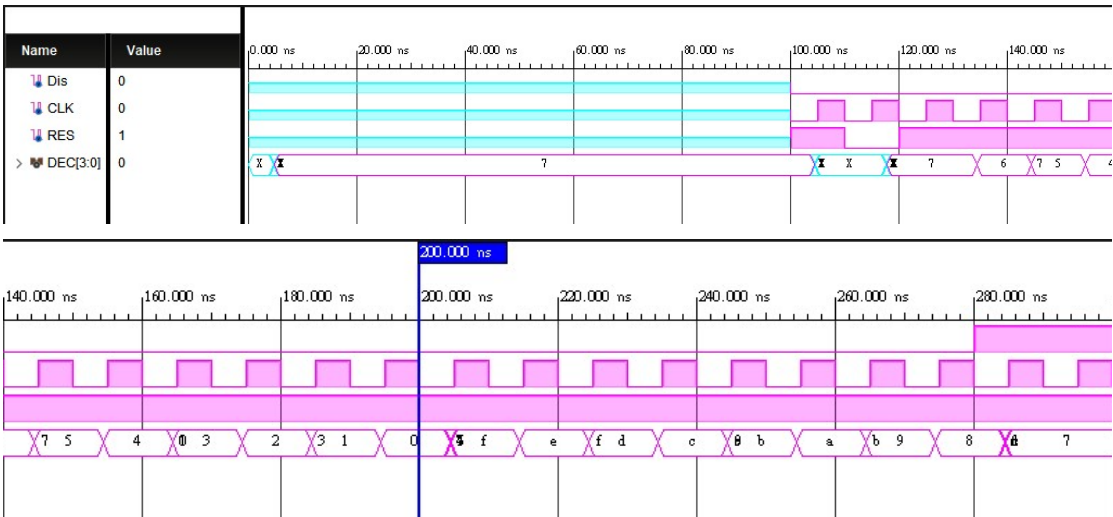 Name Value 0.000 ns 20.000 ns 40.000 ns 60.000 ns 80.000 ns 100.000 ns 120.000 ns 140.000 ns
Dis 0
CLK 0
RES 1
> DEC[3:0] 0 X X 7 X X X 7 6 7 5 4
200.000 ns
140.000 ns 160.000 ns 180.000 ns 200.000 ns 220.000 ns 240.000 ns 260.000 ns 280.000 ns
7 5 4 3 2 3 1 0 f e f d c b a b 9 8 7